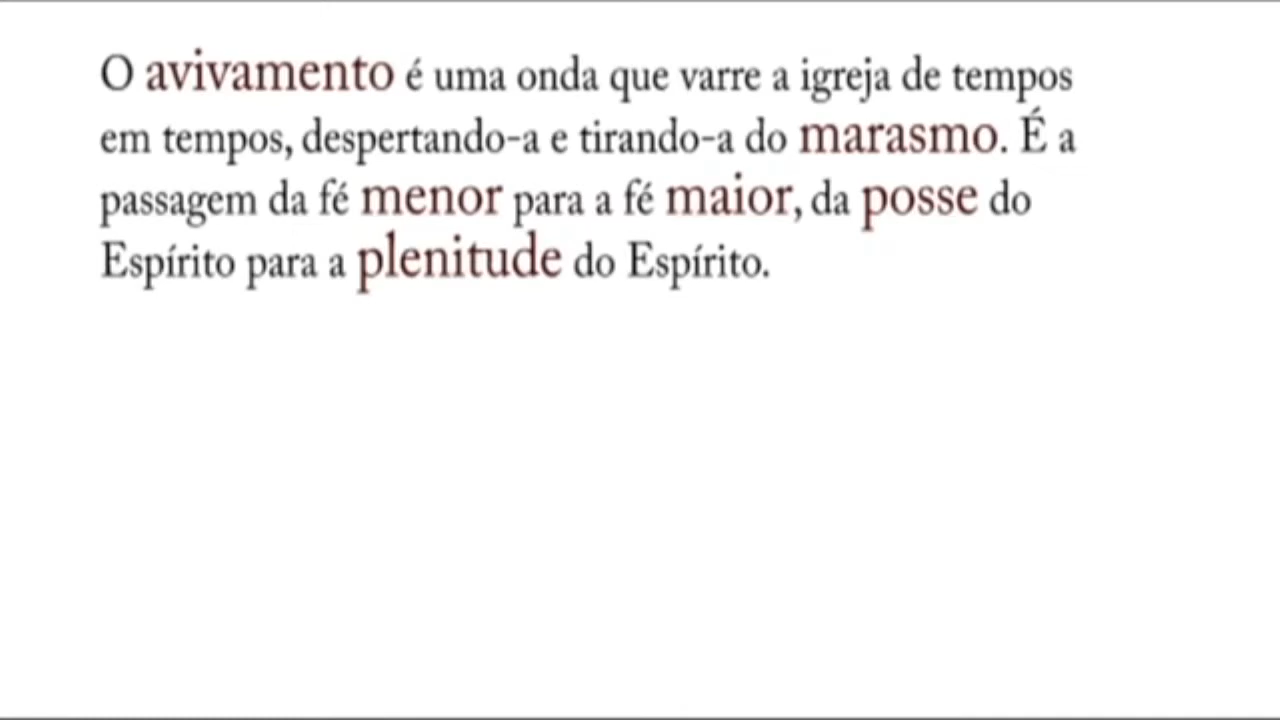 O avivamento é uma onda que varre a igreja de tempos
em tempos, despertando-a e tirando-a do marasmo. É a
passagem da fé menor para a fé maior, da posse do
Espírito para a plenitude do Espírito.